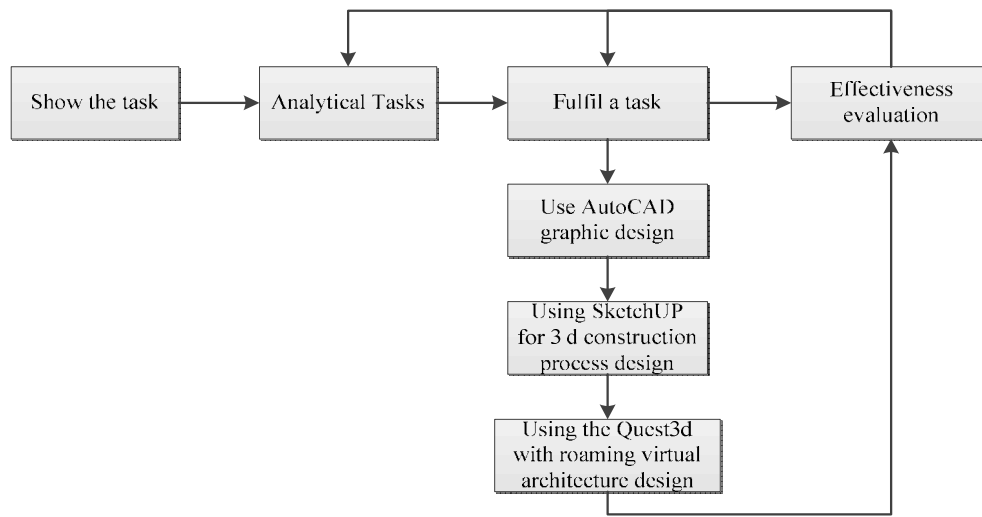 Show the task
Analytical Tasks
Fulfil a task
Effectiveness
evaluation
Use AutoCAD
graphic design
Using SketchUP
for 3 d construction
process design
Using the Quest3d
with roaming virtual
architecture design